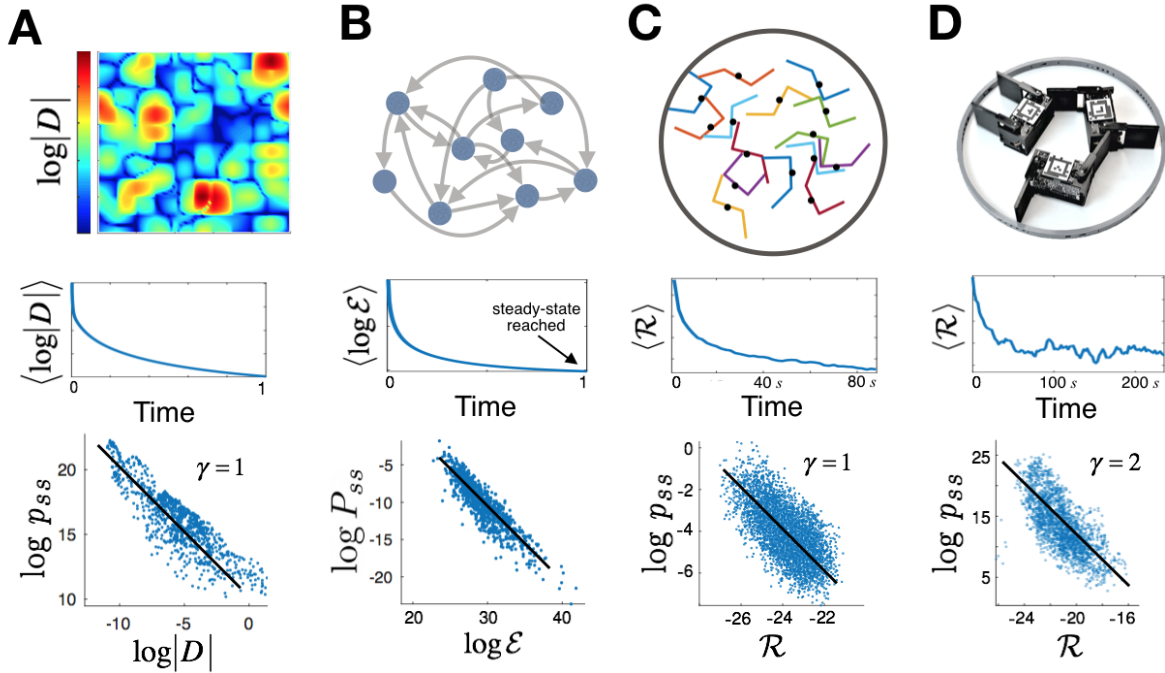 A
B
C
D
log|D|
⟨log|D|⟩
0
1
Time
⟨log ℰ⟩
steady-state
reached
0
1
Time
⟨ℛ⟩
0
40 s
80 s
Time
⟨ℛ⟩
0
100 s
200 s
Time
log p_ss
20
15
10
γ = 1
-10
-5
0
log|D|
log P_ss
-5
-10
-15
-20
20
30
40
log ℰ
log p_ss
0
-2
-4
-6
γ = 1
-26
-24
-22
ℛ
log p_ss
25
15
5
γ = 2
-24
-20
-16
ℛ